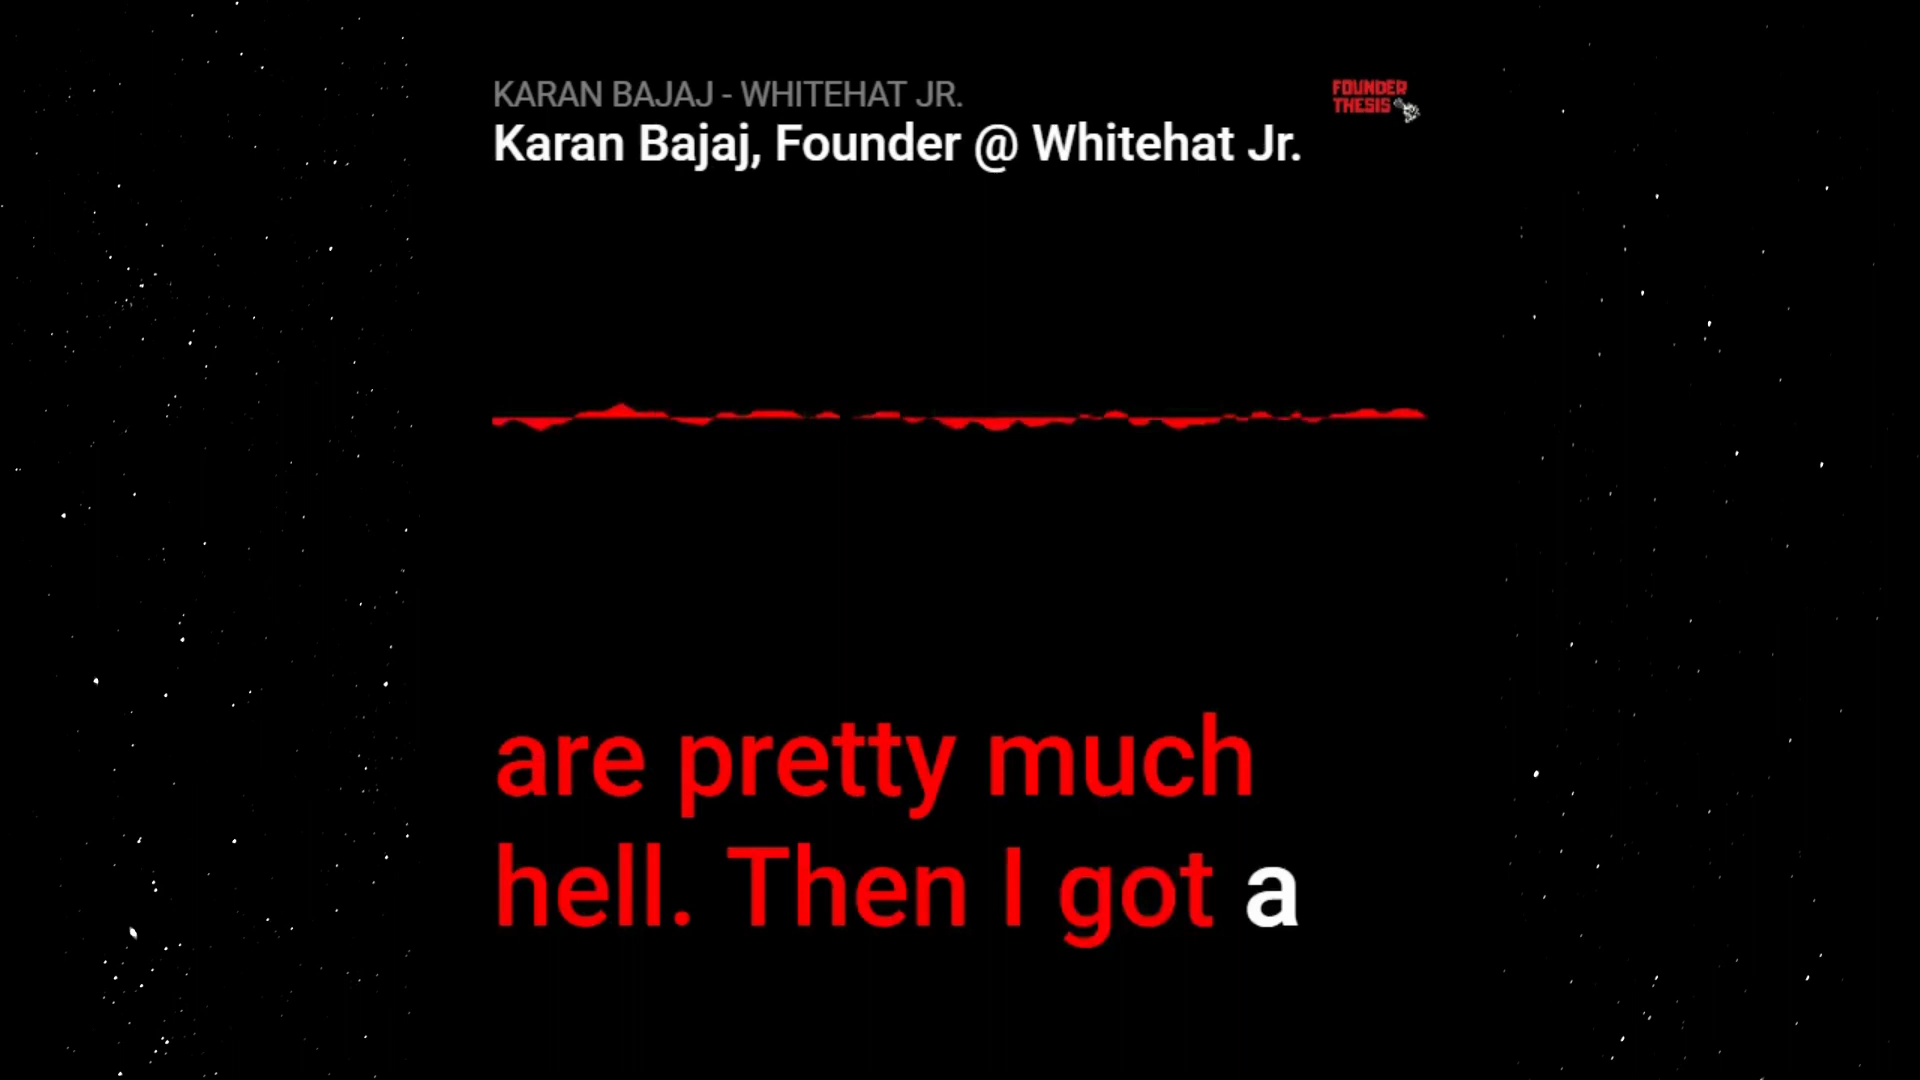 KARAN BAJAJ - WHITEHAT JR.
Karan Bajaj, Founder @ Whitehat Jr.
FOUNDER
THESIS
are pretty much
hell. Then I got a